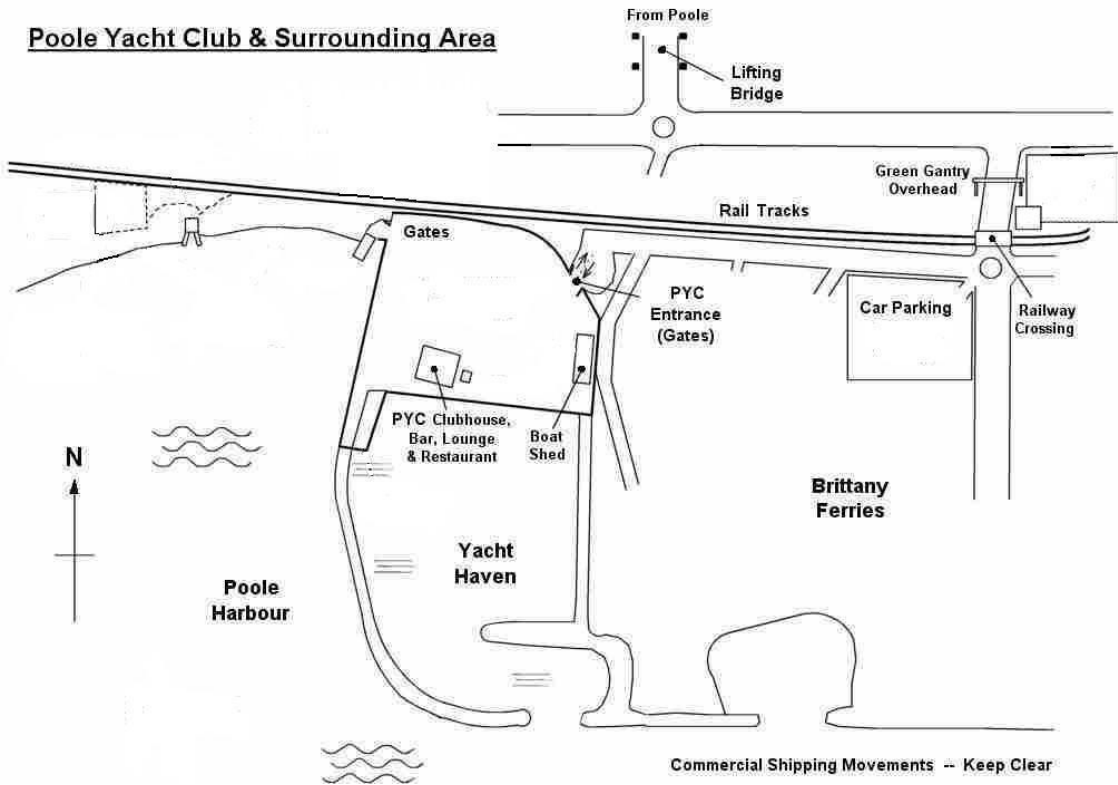 Poole Yacht Club & Surrounding Area
From Poole
Lifting
Bridge
Green Gantry
Overhead
Rail Tracks
Gates
PYC
Entrance
(Gates)
Car Parking
Railway
Crossing
PYC Clubhouse,
Bar, Lounge
& Restaurant
Boat
Shed
N
Brittany
Ferries
Yacht
Haven
Poole
Harbour
Commercial Shipping Movements -- Keep Clear